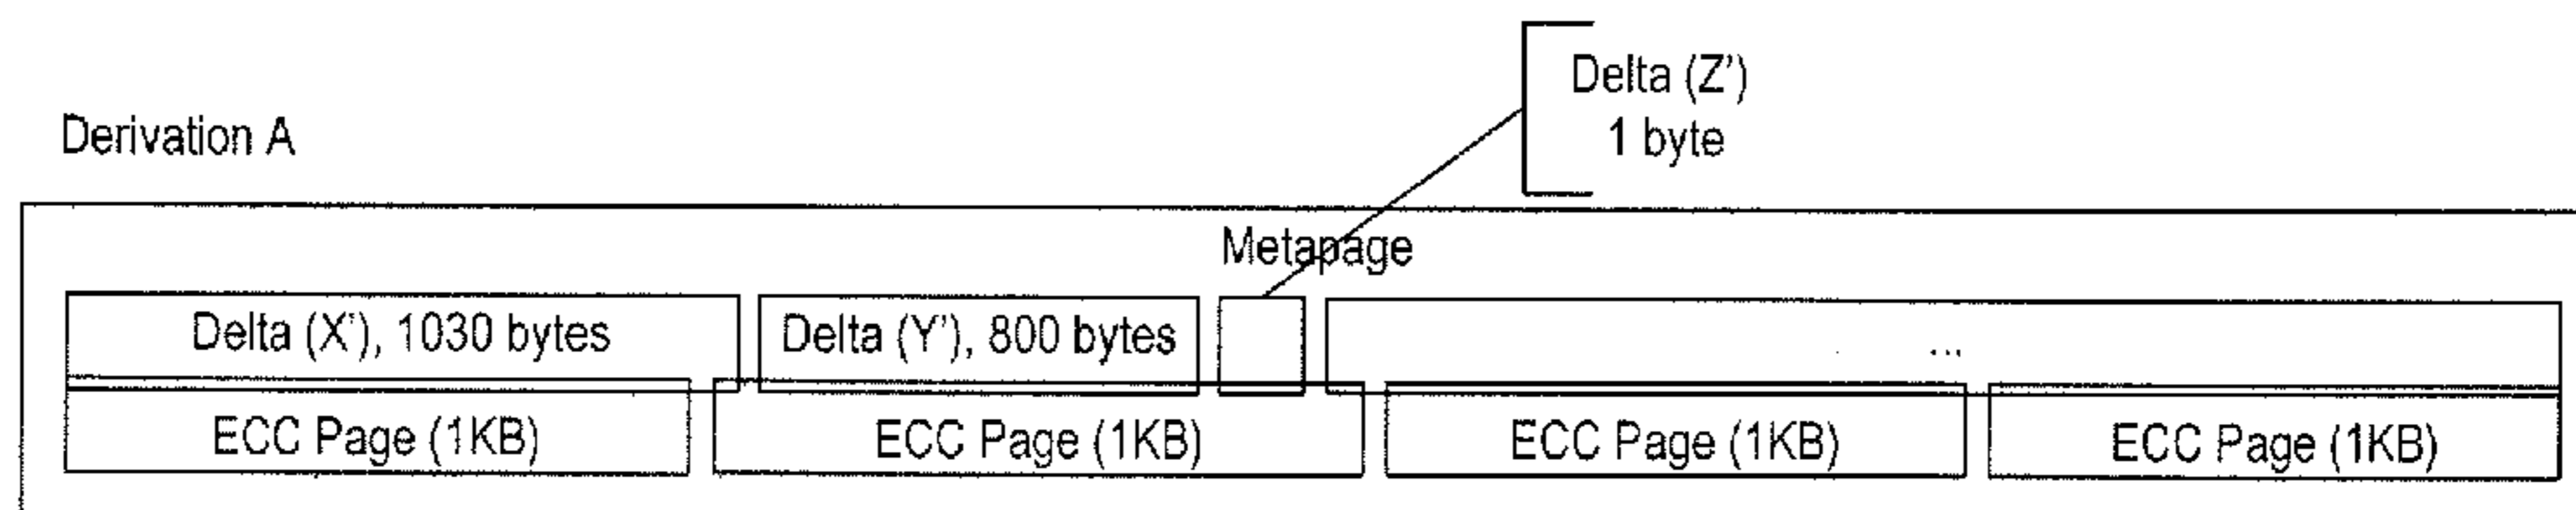 Delta (Z’)
1 byte
Derivation A
Metapage
Delta (X’), 1030 bytes
Delta (Y’), 800 bytes
...
ECC Page (1KB)
ECC Page (1KB)
ECC Page (1KB)
ECC Page (1KB)